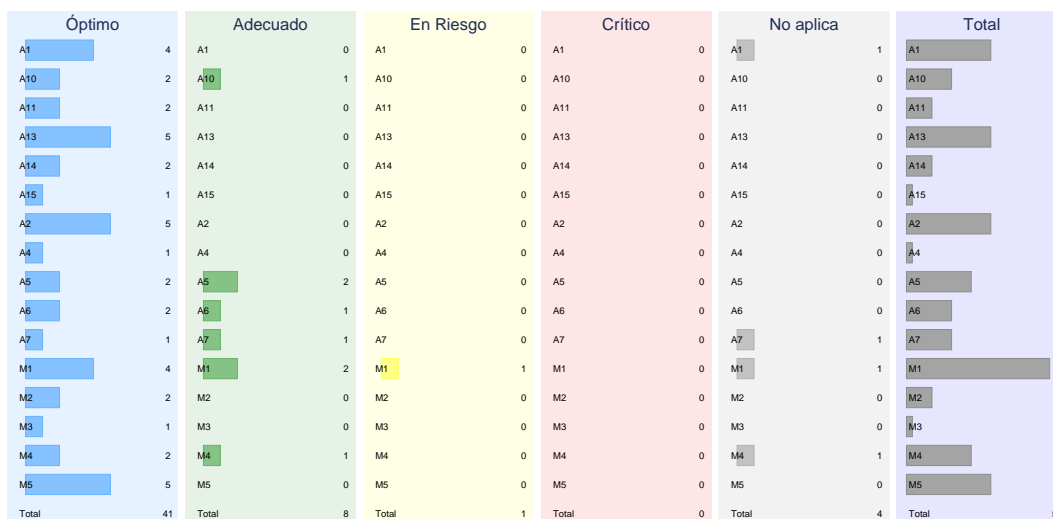 Óptimo Adecuado En Riesgo Crítico No aplica Total
A1 4 A1 0 A1 0 A1 0 A1 1 A1
A10 2 A10 1 A10 0 A10 0 A10 0 A10
A11 2 A11 0 A11 0 A11 0 A11 0 A11
A13 5 A13 0 A13 0 A13 0 A13 0 A13
A14 2 A14 0 A14 0 A14 0 A14 0 A14
A15 1 A15 0 A15 0 A15 0 A15 0 A15
A2 5 A2 0 A2 0 A2 0 A2 0 A2
A4 1 A4 0 A4 0 A4 0 A4 0 A4
A5 2 A5 2 A5 0 A5 0 A5 0 A5
A6 2 A6 1 A6 0 A6 0 A6 0 A6
A7 1 A7 1 A7 0 A7 0 A7 1 A7
M1 4 M1 2 M1 1 M1 0 M1 1 M1
M2 2 M2 0 M2 0 M2 0 M2 0 M2
M3 1 M3 0 M3 0 M3 0 M3 0 M3
M4 2 M4 1 M4 0 M4 0 M4 1 M4
M5 5 M5 0 M5 0 M5 0 M5 0 M5
Total 41 Total 8 Total 1 Total 0 Total 4 Total